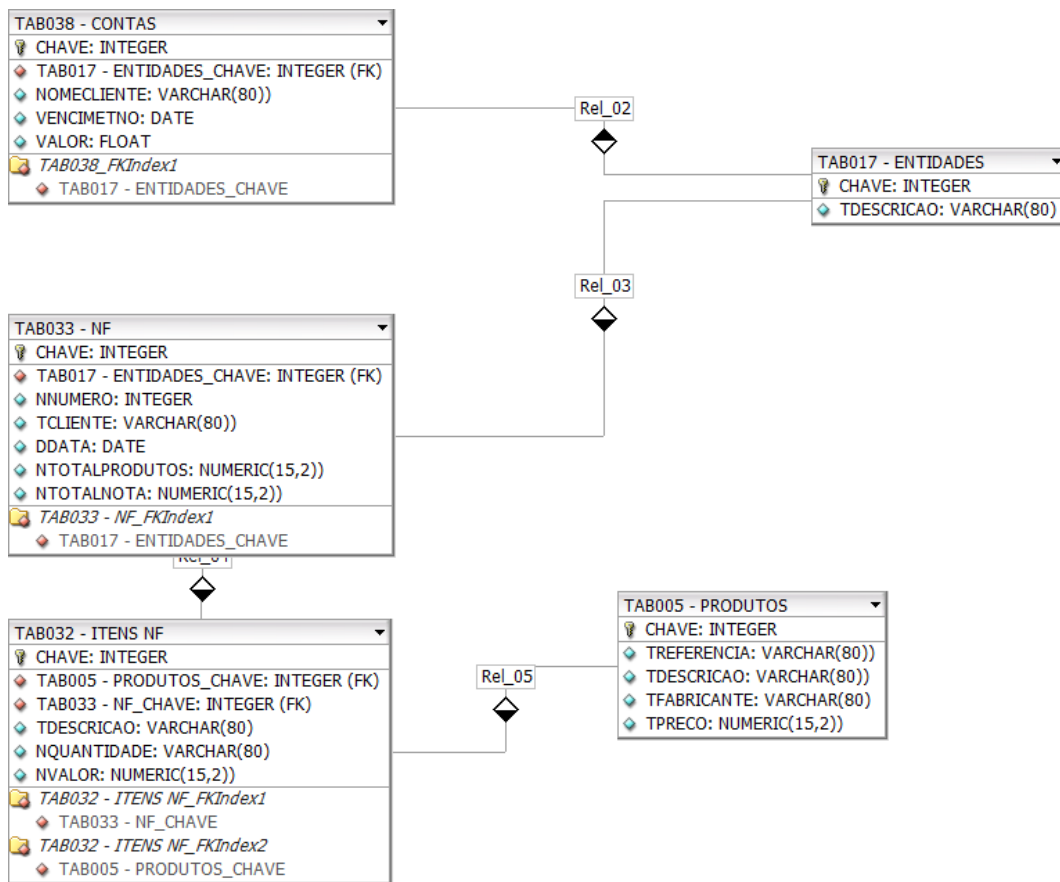 TAB038 - CONTAS
CHAVE: INTEGER
TAB017 - ENTIDADES_CHAVE: INTEGER (FK)
NOMECLIENTE: VARCHAR(80))
VENCIMETNO: DATE
VALOR: FLOAT
TAB038_FKIndex1
TAB017 - ENTIDADES_CHAVE
Rel_02
TAB017 - ENTIDADES
CHAVE: INTEGER
TDESCRICAO: VARCHAR(80)
Rel_03
TAB033 - NF
CHAVE: INTEGER
TAB017 - ENTIDADES_CHAVE: INTEGER (FK)
NNUMERO: INTEGER
TCLIENTE: VARCHAR(80))
DDATA: DATE
NTOTALPRODUTOS: NUMERIC(15,2))
NTOTALNOTA: NUMERIC(15,2))
TAB033 - NF_FKIndex1
TAB017 - ENTIDADES_CHAVE
TAB032 - ITENS NF
CHAVE: INTEGER
TAB005 - PRODUTOS_CHAVE: INTEGER (FK)
TAB033 - NF_CHAVE: INTEGER (FK)
TDESCRICAO: VARCHAR(80)
NQUANTIDADE: VARCHAR(80)
NVALOR: NUMERIC(15,2))
TAB032 - ITENS NF_FKIndex1
TAB033 - NF_CHAVE
TAB032 - ITENS NF_FKIndex2
TAB005 - PRODUTOS_CHAVE
Rel_05
TAB005 - PRODUTOS
CHAVE: INTEGER
TREFERENCIA: VARCHAR(80))
TDESCRICAO: VARCHAR(80))
TFABRICANTE: VARCHAR(80)
TPRECO: NUMERIC(15,2))